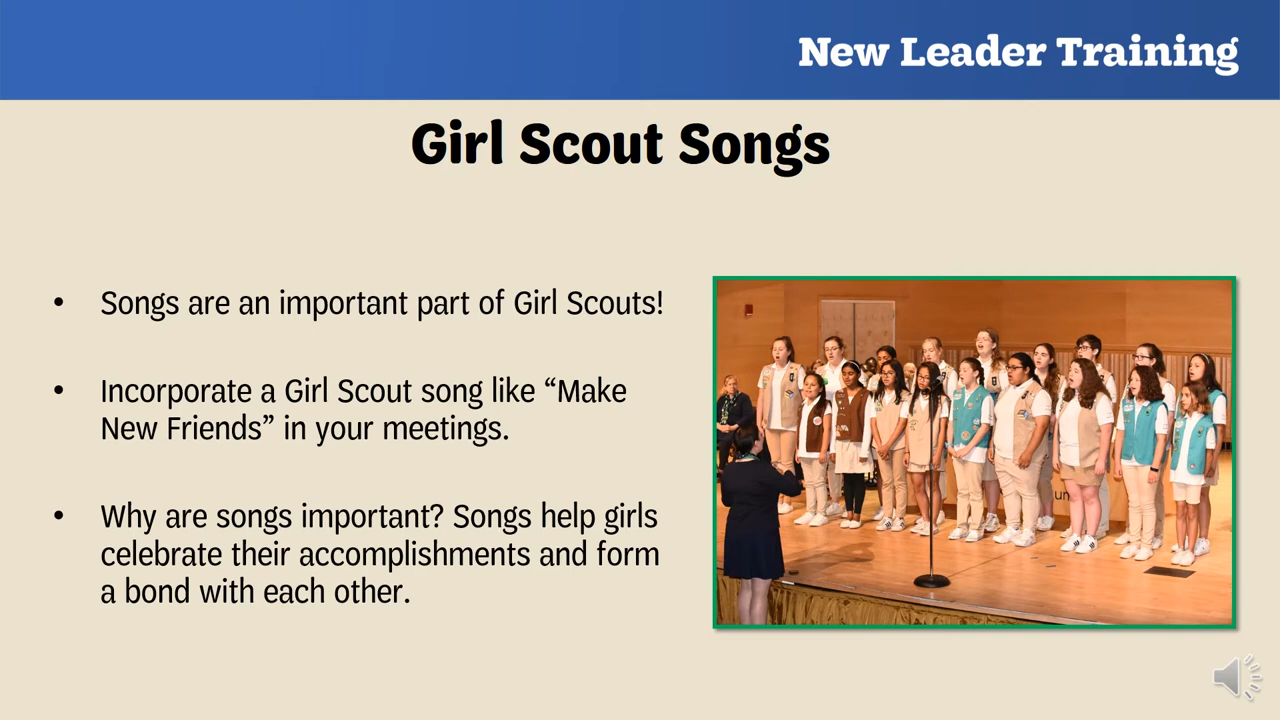 New Leader Training
Girl Scout Songs
• Songs are an important part of Girl Scouts!
• Incorporate a Girl Scout song like “Make
New Friends” in your meetings.
• Why are songs important? Songs help girls
celebrate their accomplishments and form
a bond with each other.